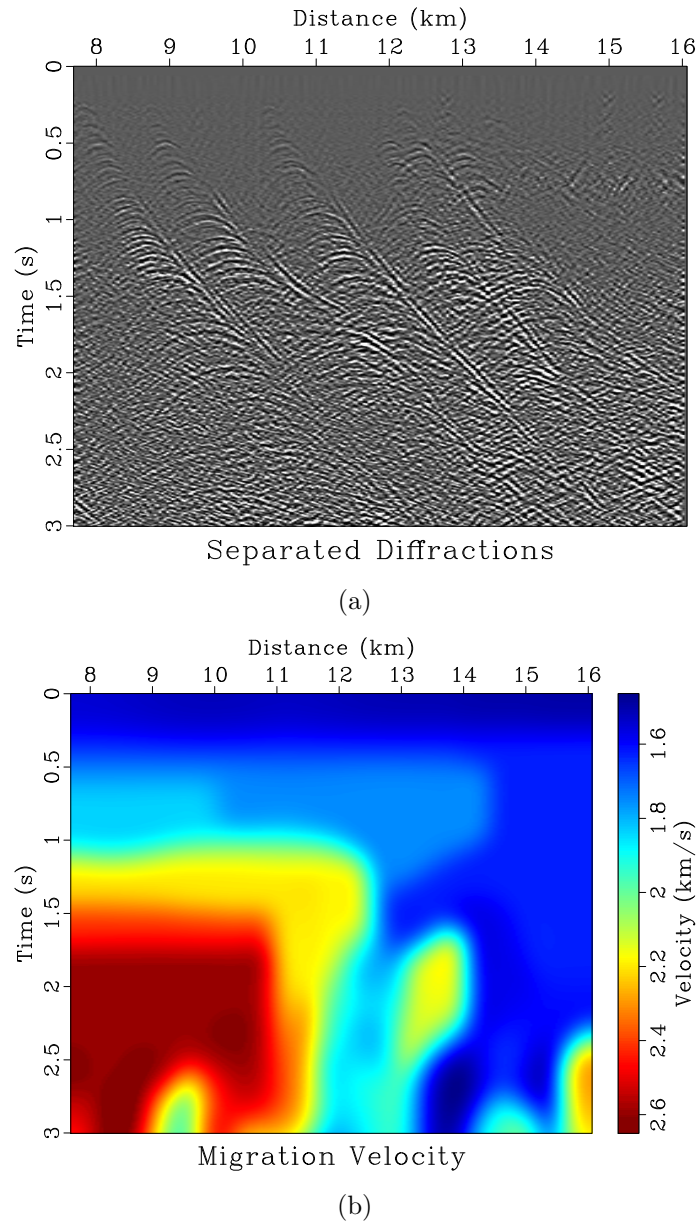 Distance (km)
8 9 10 11 12 13 14 15 16
0
0.5
1
1.5
2
2.5
3
Time (s)
Separated Diffractions
(a)
Distance (km)
8 9 10 11 12 13 14 15 16
0
0.5
1
1.5
2
2.5
3
Time (s)
1.6
1.8
2
2.2
2.4
2.6
Velocity (km/s)
Migration Velocity
(b)